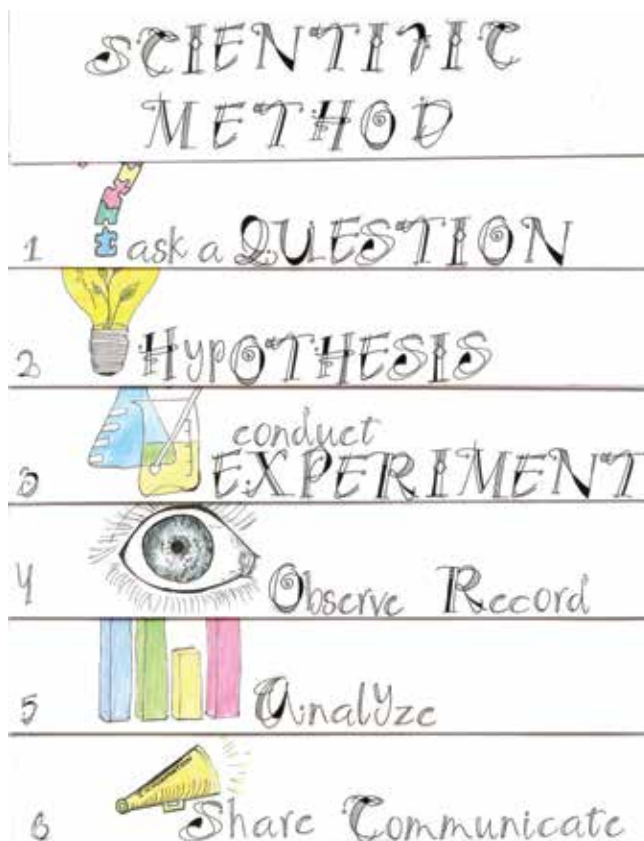 SCIENTIFIC
METHOD
1 ask a QUESTION
2 HypOTHESIS
3 conduct
EXPERIMENT
4 Observe Record
5 Analyze
6 Share Communicate